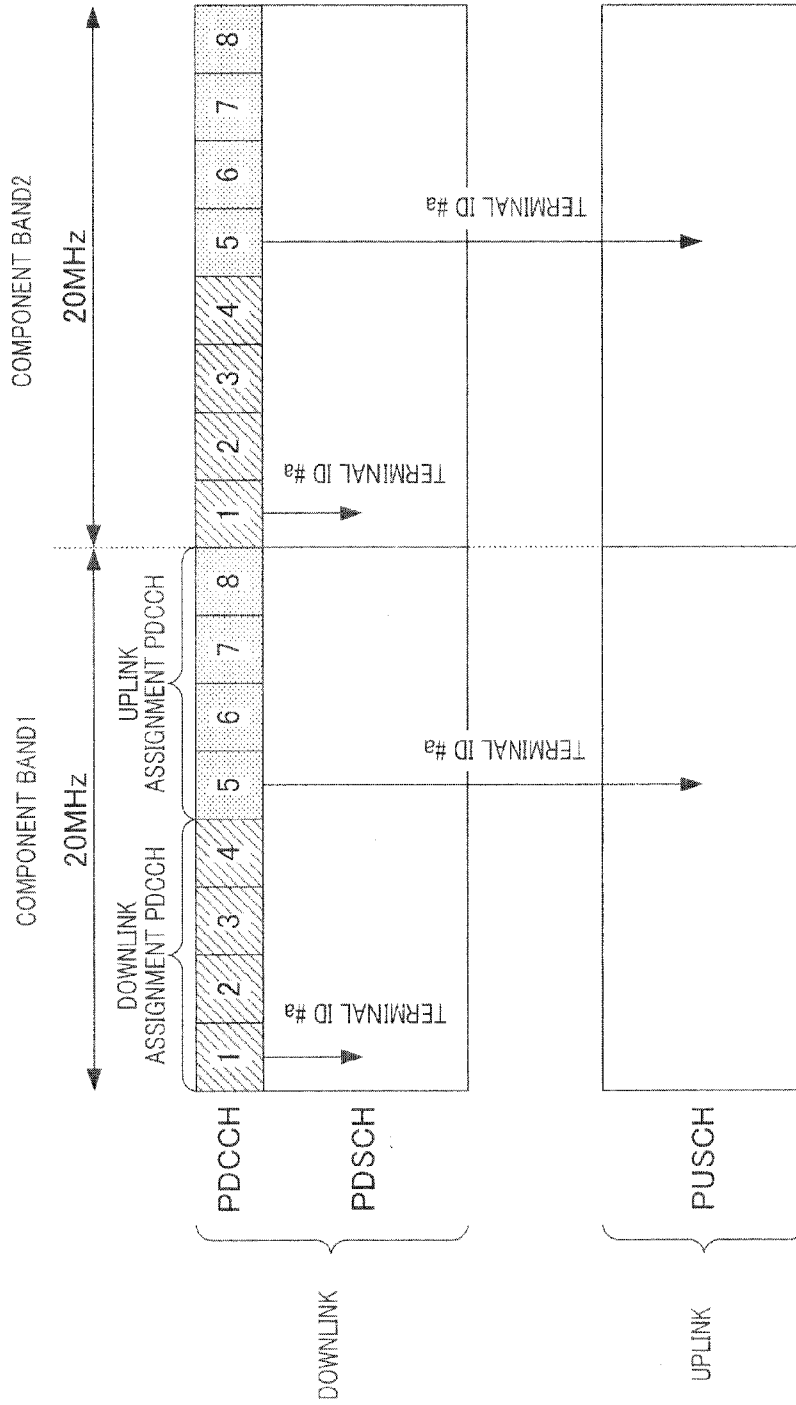 COMPONENT BAND1
COMPONENT BAND2
20MHz
20MHz
DOWNLINK
ASSIGNMENT PDCCH
UPLINK
ASSIGNMENT PDCCH
PDCCH
1 2 3 4 5 6 7 8 1 2 3 4 5 6 7 8
DOWNLINK
PDSCH
TERMINAL ID #a
TERMINAL ID #a
TERMINAL ID #a
TERMINAL ID #a
UPLINK
PUSCH